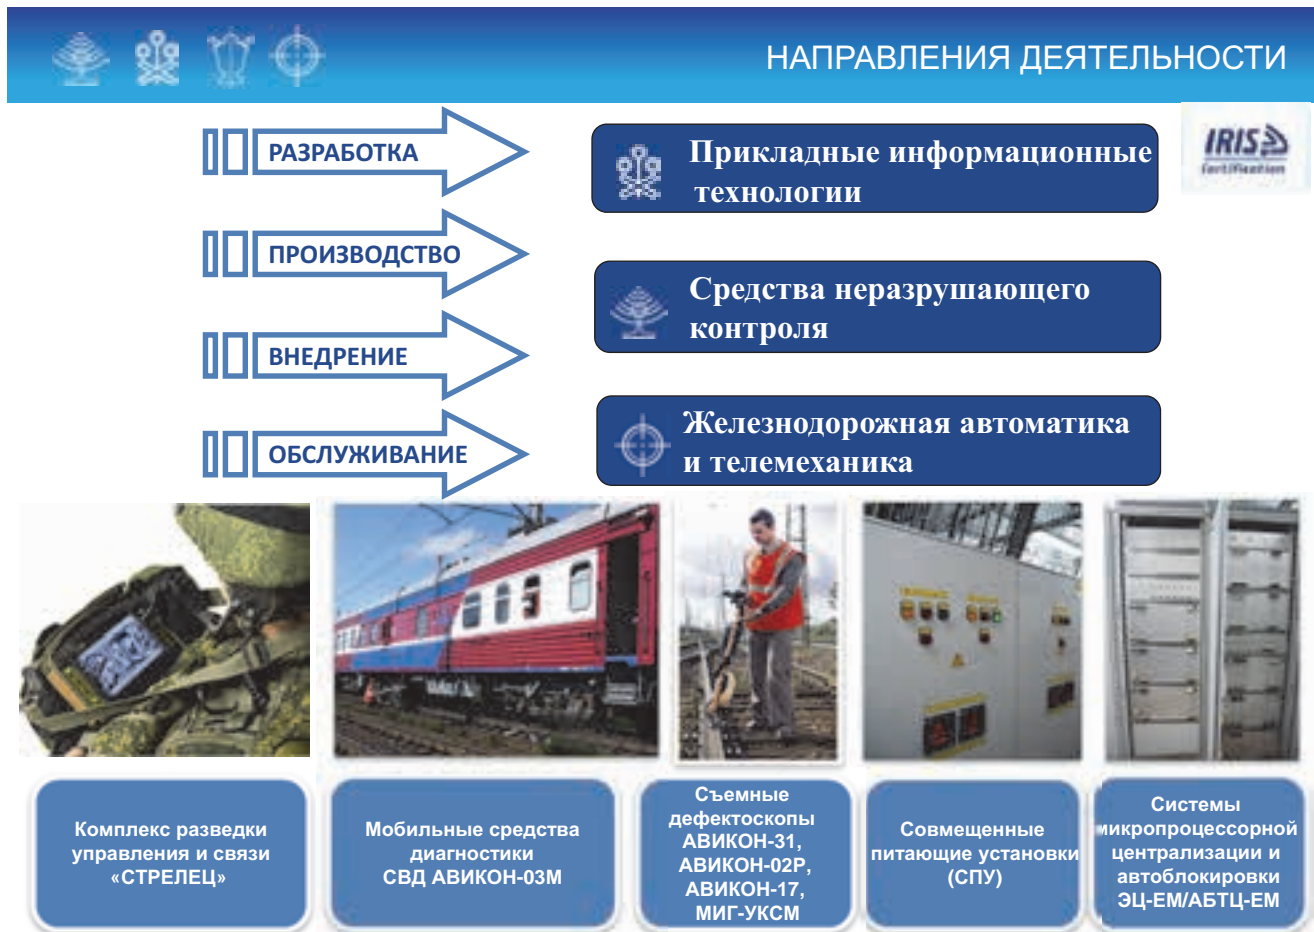 НАПРАВЛЕНИЯ ДЕЯТЕЛЬНОСТИ
РАЗРАБОТКА
ПРОИЗВОДСТВО
ВНЕДРЕНИЕ
ОБСЛУЖИВАНИЕ
Прикладные информационные
технологии
Средства неразрушающего
контроля
Железнодорожная автоматика
и телемеханика
IRIS
Certification
Комплекс разведки
управления и связи
«СТРЕЛЕЦ»
Мобильные средства
диагностики
СВД АВИКОН-03М
Съемные
дефектоскопы
АВИКОН-31,
АВИКОН-02Р,
АВИКОН-17,
МИГ-УКСМ
Совмещенные
питающие установки
(СПУ)
Системы
микропроцессорной
централизации и
автоблокировки
ЭЦ-ЕМ/АБТЦ-ЕМ